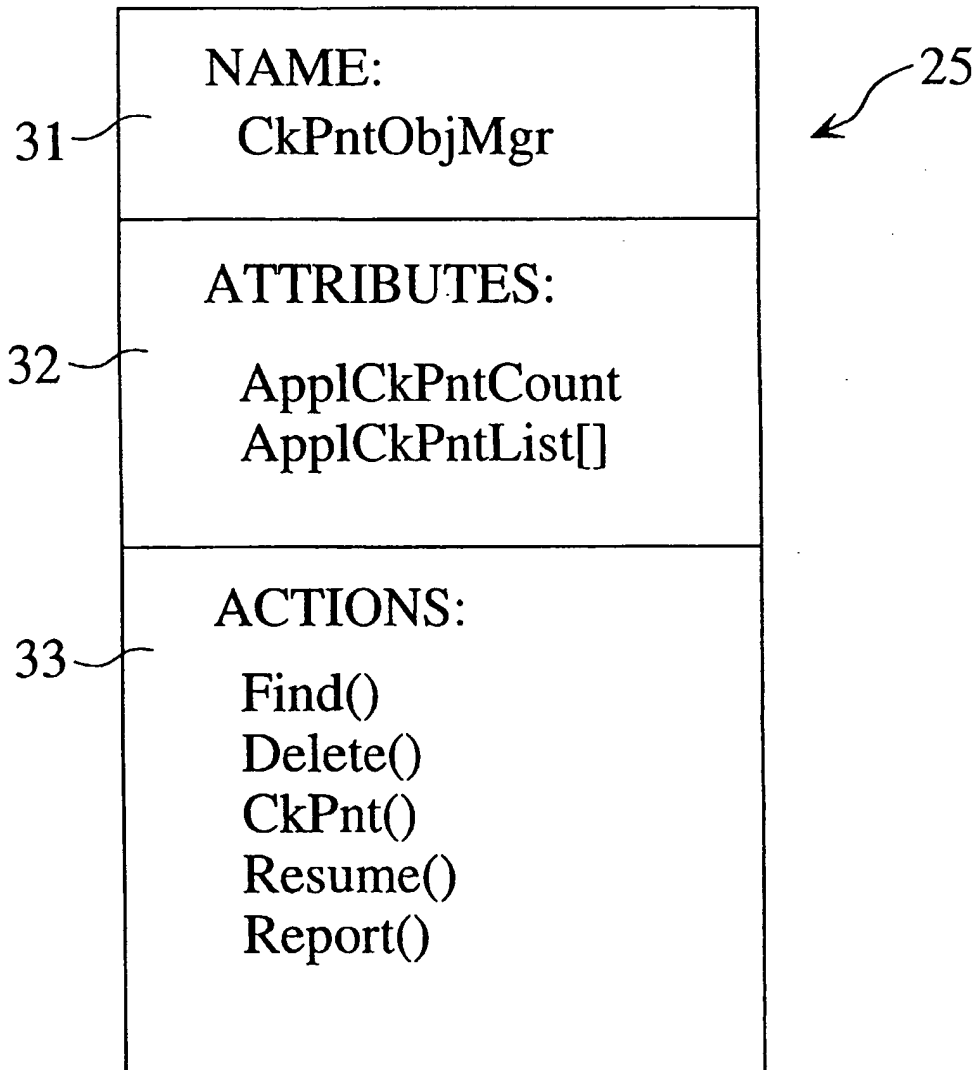 NAME:
25
31
CkPntObjMgr
ATTRIBUTES:
32
ApplCkPntCount
ApplCkPntList[]
ACTIONS:
33
Find()
Delete()
CkPnt()
Resume()
Report()